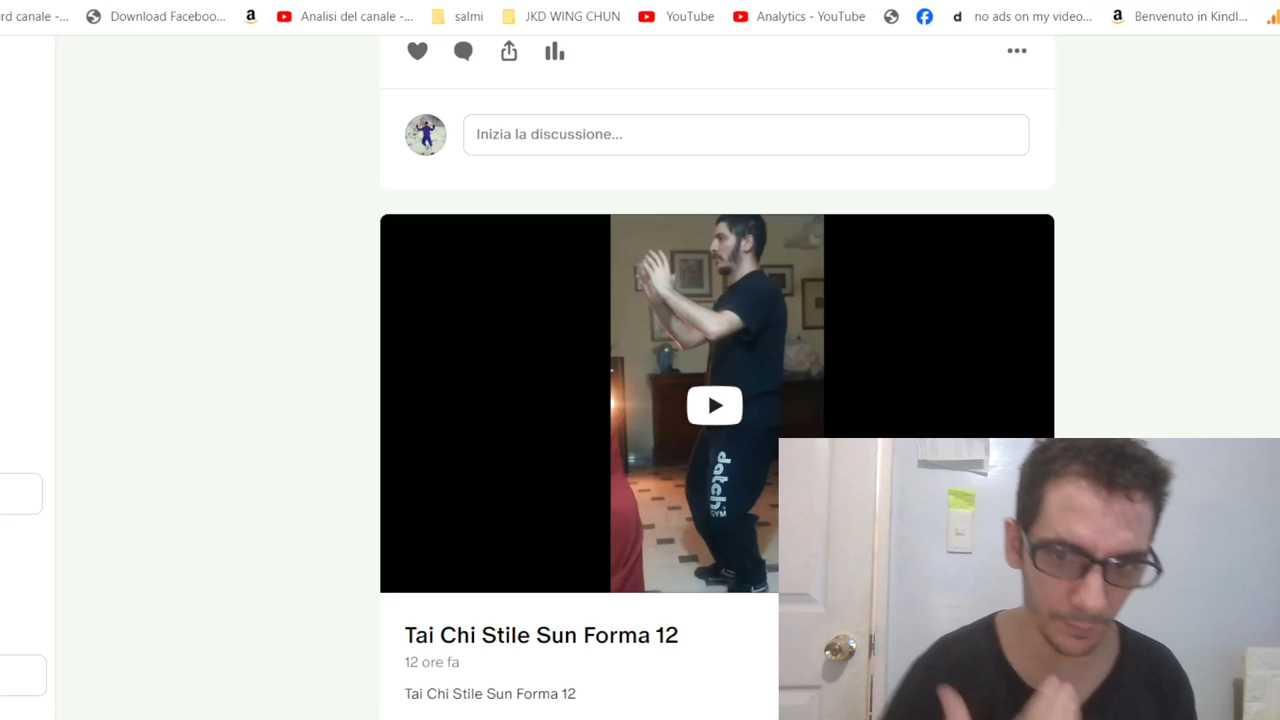 rd canale -...
Download Faceboo...
Analisi del canale -...
salmi
JKD WING CHUN
YouTube
Analytics - YouTube
d
no ads on my video...
Benvenuto in Kindl...
Inizia la discussione...
datch
GYM
Tai Chi Stile Sun Forma 12
12 ore fa
Tai Chi Stile Sun Forma 12